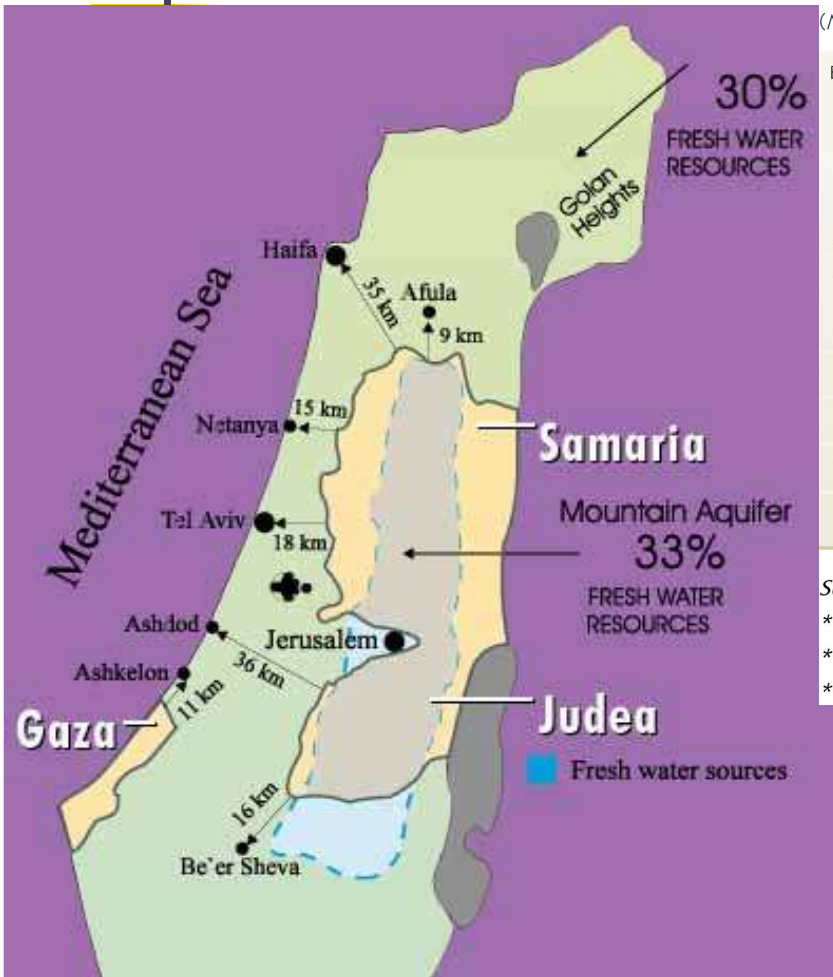 30%
FRESH WATER
RESOURCES
Golan
Heights
Haifa
35 km
Afula
9 km
Mediterranean Sea
Netanya
15 km
Samaria
Tel Aviv
18 km
Mountain Aquifer
33%
FRESH WATER
RESOURCES
Ashdod
Jerusalem
36 km
Ashkelon
11 km
Gaza
Judea
Fresh water sources
16 km
Be'er Sheva
*
*
*